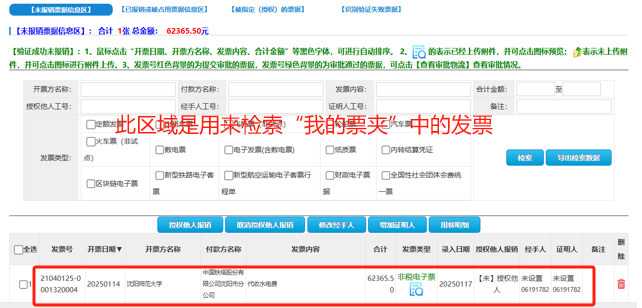 【未报销票据信息区】 【已报销或被占用票据信息区】 【被指定（授权）的票据】 【识别验证失败票据】
【未报销票据信息区】: 合计 1张 总金额: 62365.50元
【验证成功未报销】: 1、鼠标点击“开票日期、开票方名称、发票内容、合计金额”等黑色字体，可进行自动排序。 2、 的表示已经上传附件，并可点击图标预览； 表示未上传
附件，并可点击图标进行附件上传。3、发票号红色背景的为提交审批的票据，发票号绿色背景的为审批通过的票据，可点击【查看审批物流】查看审批情况。
开票方名称: 付款方名称: 发票内容: 合计金额: 至
授权他人工号: 经手人工号: 证明人工号: 备注:
此区域是用来检索“我的票夹”中的发票
定额发票 汽车票
火车票（非试点） 数电票 电子发票(含数电票) 纸质票 内转结算凭证
发票类型:
区块链电子票 新型铁路电子客票 新型航空运输电子客票行程单 财政电子票据 全国性社会团体会费统一票
检索 导出检索数据
授权他人报销 取消授权他人报销 修改经手人 增加证明人 用餐明细
全选 发票号 开票日期▼ 开票方名称 付款方名称 发票内容 合计 发票类型 录入日期 授权他人报销 经手人 证明人 备注 删除
1 21040125-0001320004 20250114 沈阳师范大学 中国铁塔股份有限公司沈阳市分公司 代收水电费 62365.50 非税电子票 20250117 【未】授权他人 未设置 06191782 未设置 06191782